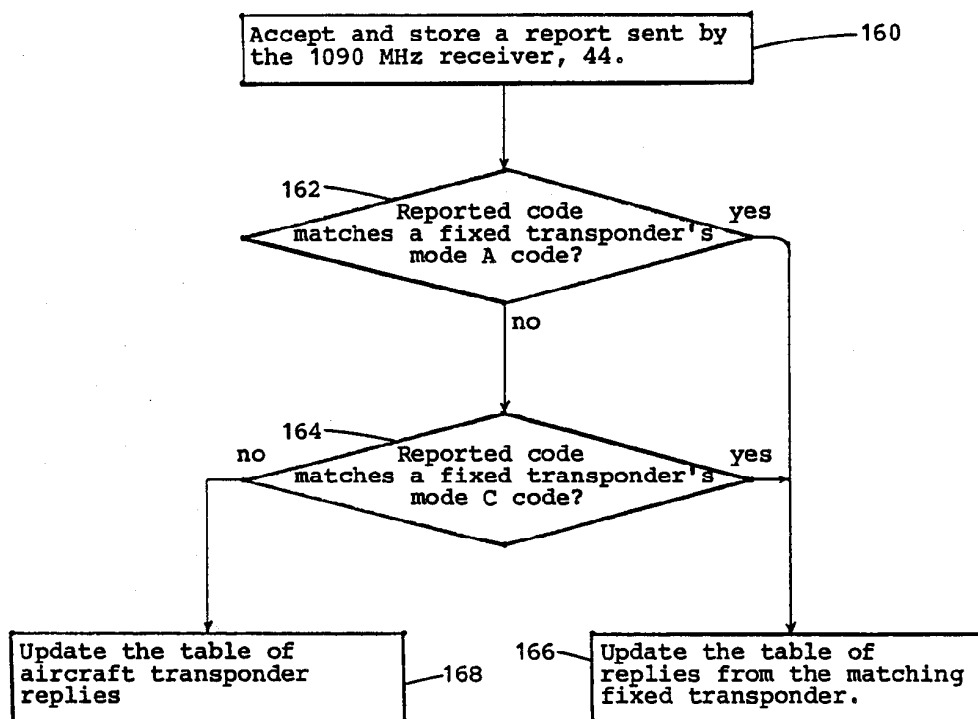 Accept and store a report sent by
the 1090 MHz receiver, 44.
160
162
Reported code
matches a fixed transponder's
mode A code?
yes
no
164
Reported code
matches a fixed transponder's
mode C code?
no
yes
Update the table of
aircraft transponder
replies
168
166
Update the table of
replies from the matching
fixed transponder.